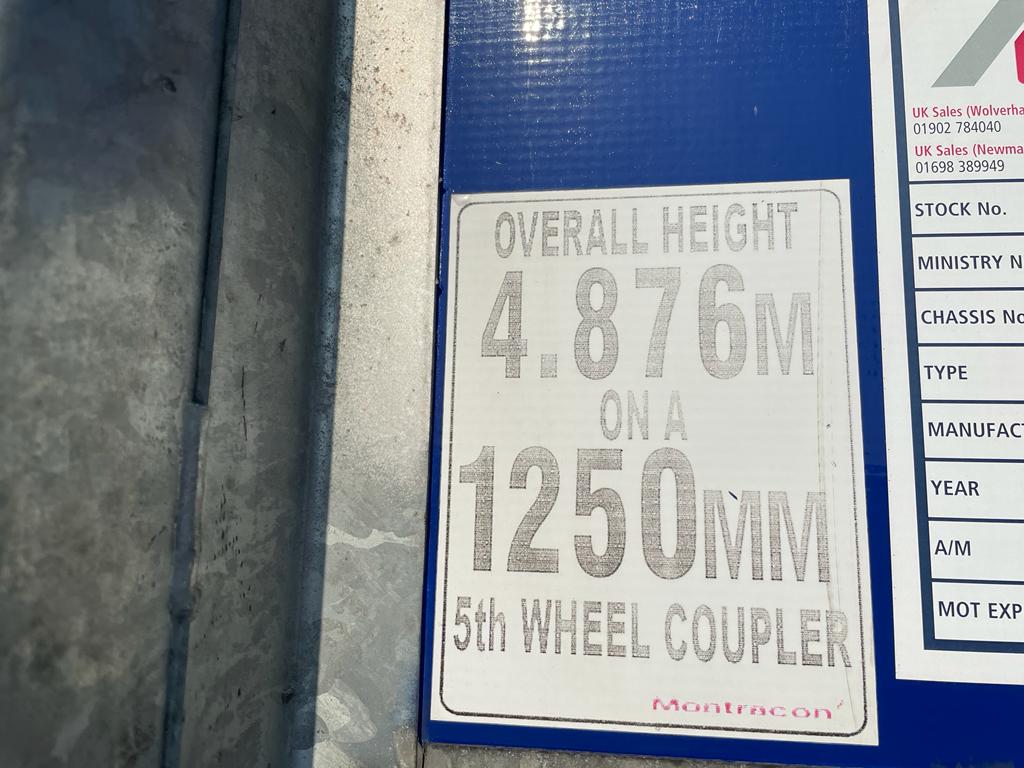 OVERALL HEIGHT
4.876M
ON A
1250MM
5th WHEEL COUPLER
Montracon
UK Sales (Wolverha
01902 784040
UK Sales (Newma
01698 389949
STOCK No.
MINISTRY N
CHASSIS No
TYPE
MANUFACT
YEAR
A/M
MOT EXP